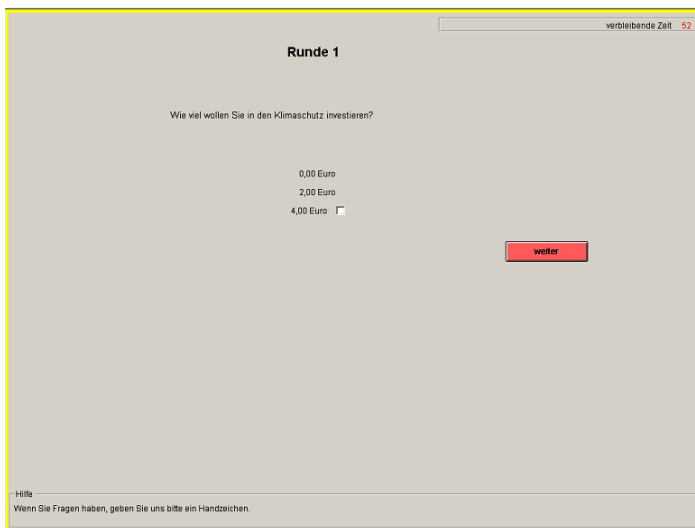 verbleibende Zeit 52
Runde 1
Wie viel wollen Sie in den Klimaschutz investieren?
0,00 Euro
2,00 Euro
4,00 Euro
weiter
Hilfe
Wenn Sie Fragen haben, geben Sie uns bitte ein Handzeichen.